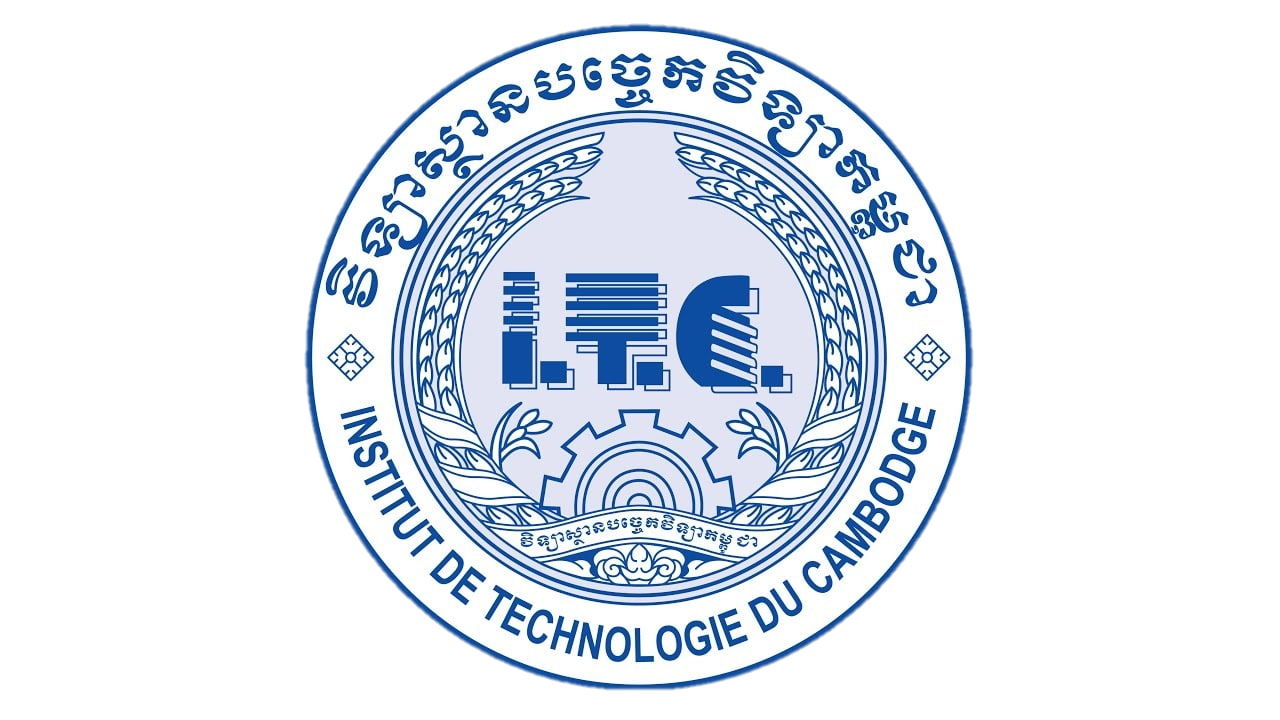 វិទ្យាស្ថានបច្ចេកវិទ្យាកម្ពុជា
I.T.C.
វិទ្យាស្ថានបច្ចេកវិទ្យាកម្ពុជា
INSTITUT DE TECHNOLOGIE DU CAMBODGE